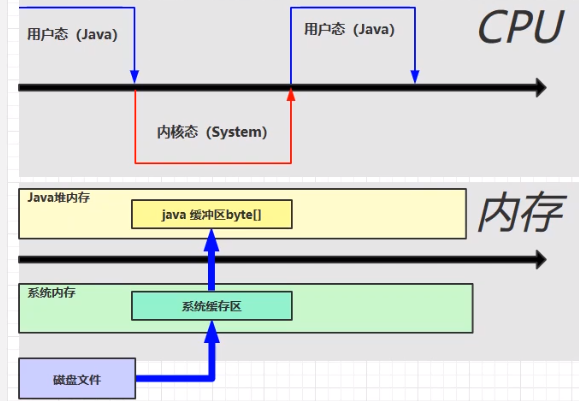 CPU
用户态（Java）
用户态（Java）
内核态（System）
Java堆内存
java 缓冲区byte[]
内存
系统内存
系统缓存区
磁盘文件